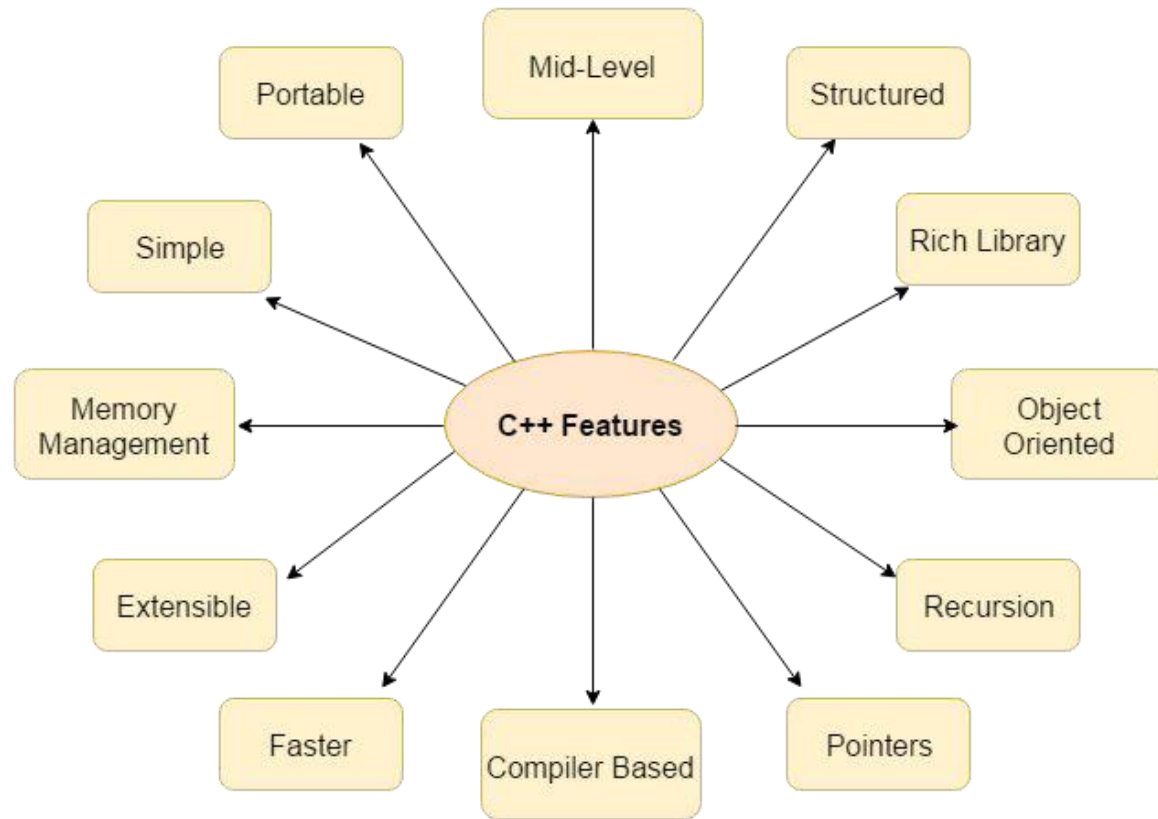 Mid-Level
Portable
Structured
Simple
Rich Library
Memory
Management
C++ Features
Object
Oriented
Extensible
Recursion
Faster
Compiler Based
Pointers